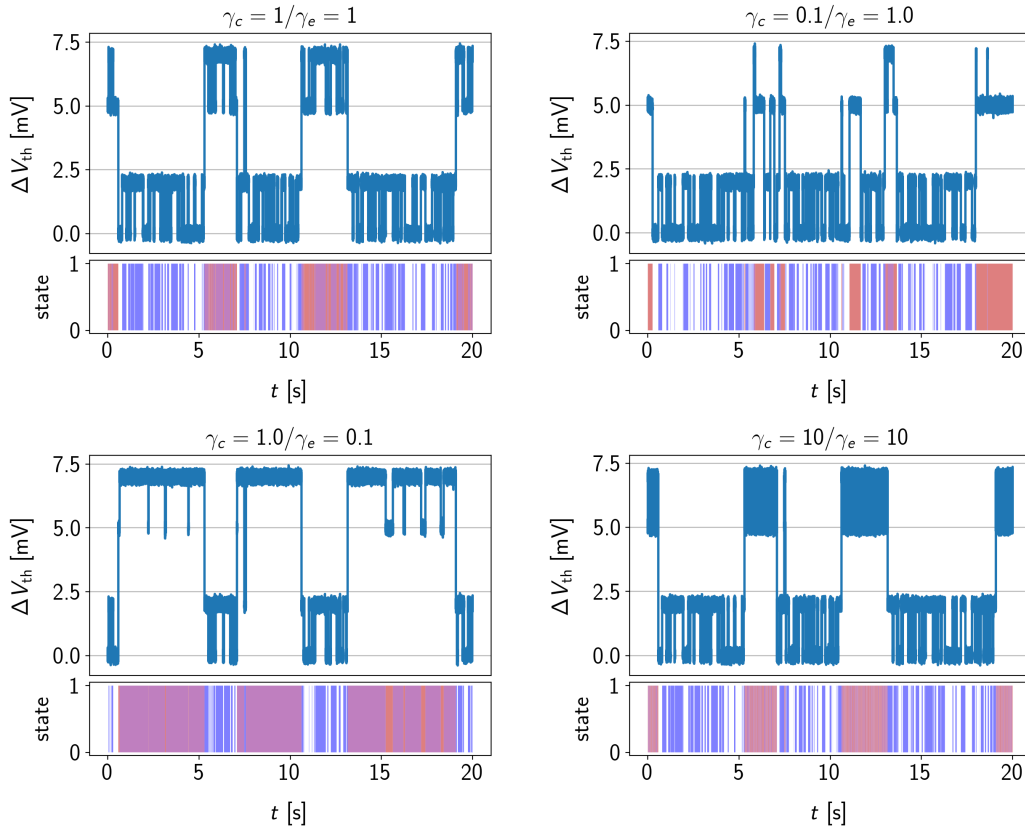 γc = 1/γe = 1
7.5
5.0
2.5
0.0
ΔVth [mV]
1
0
state
0 5 10 15 20
t [s]
γc = 0.1/γe = 1.0
7.5
5.0
2.5
0.0
ΔVth [mV]
1
0
state
0 5 10 15 20
t [s]
γc = 1.0/γe = 0.1
7.5
5.0
2.5
0.0
ΔVth [mV]
1
0
state
0 5 10 15 20
t [s]
γc = 10/γe = 10
7.5
5.0
2.5
0.0
ΔVth [mV]
1
0
state
0 5 10 15 20
t [s]